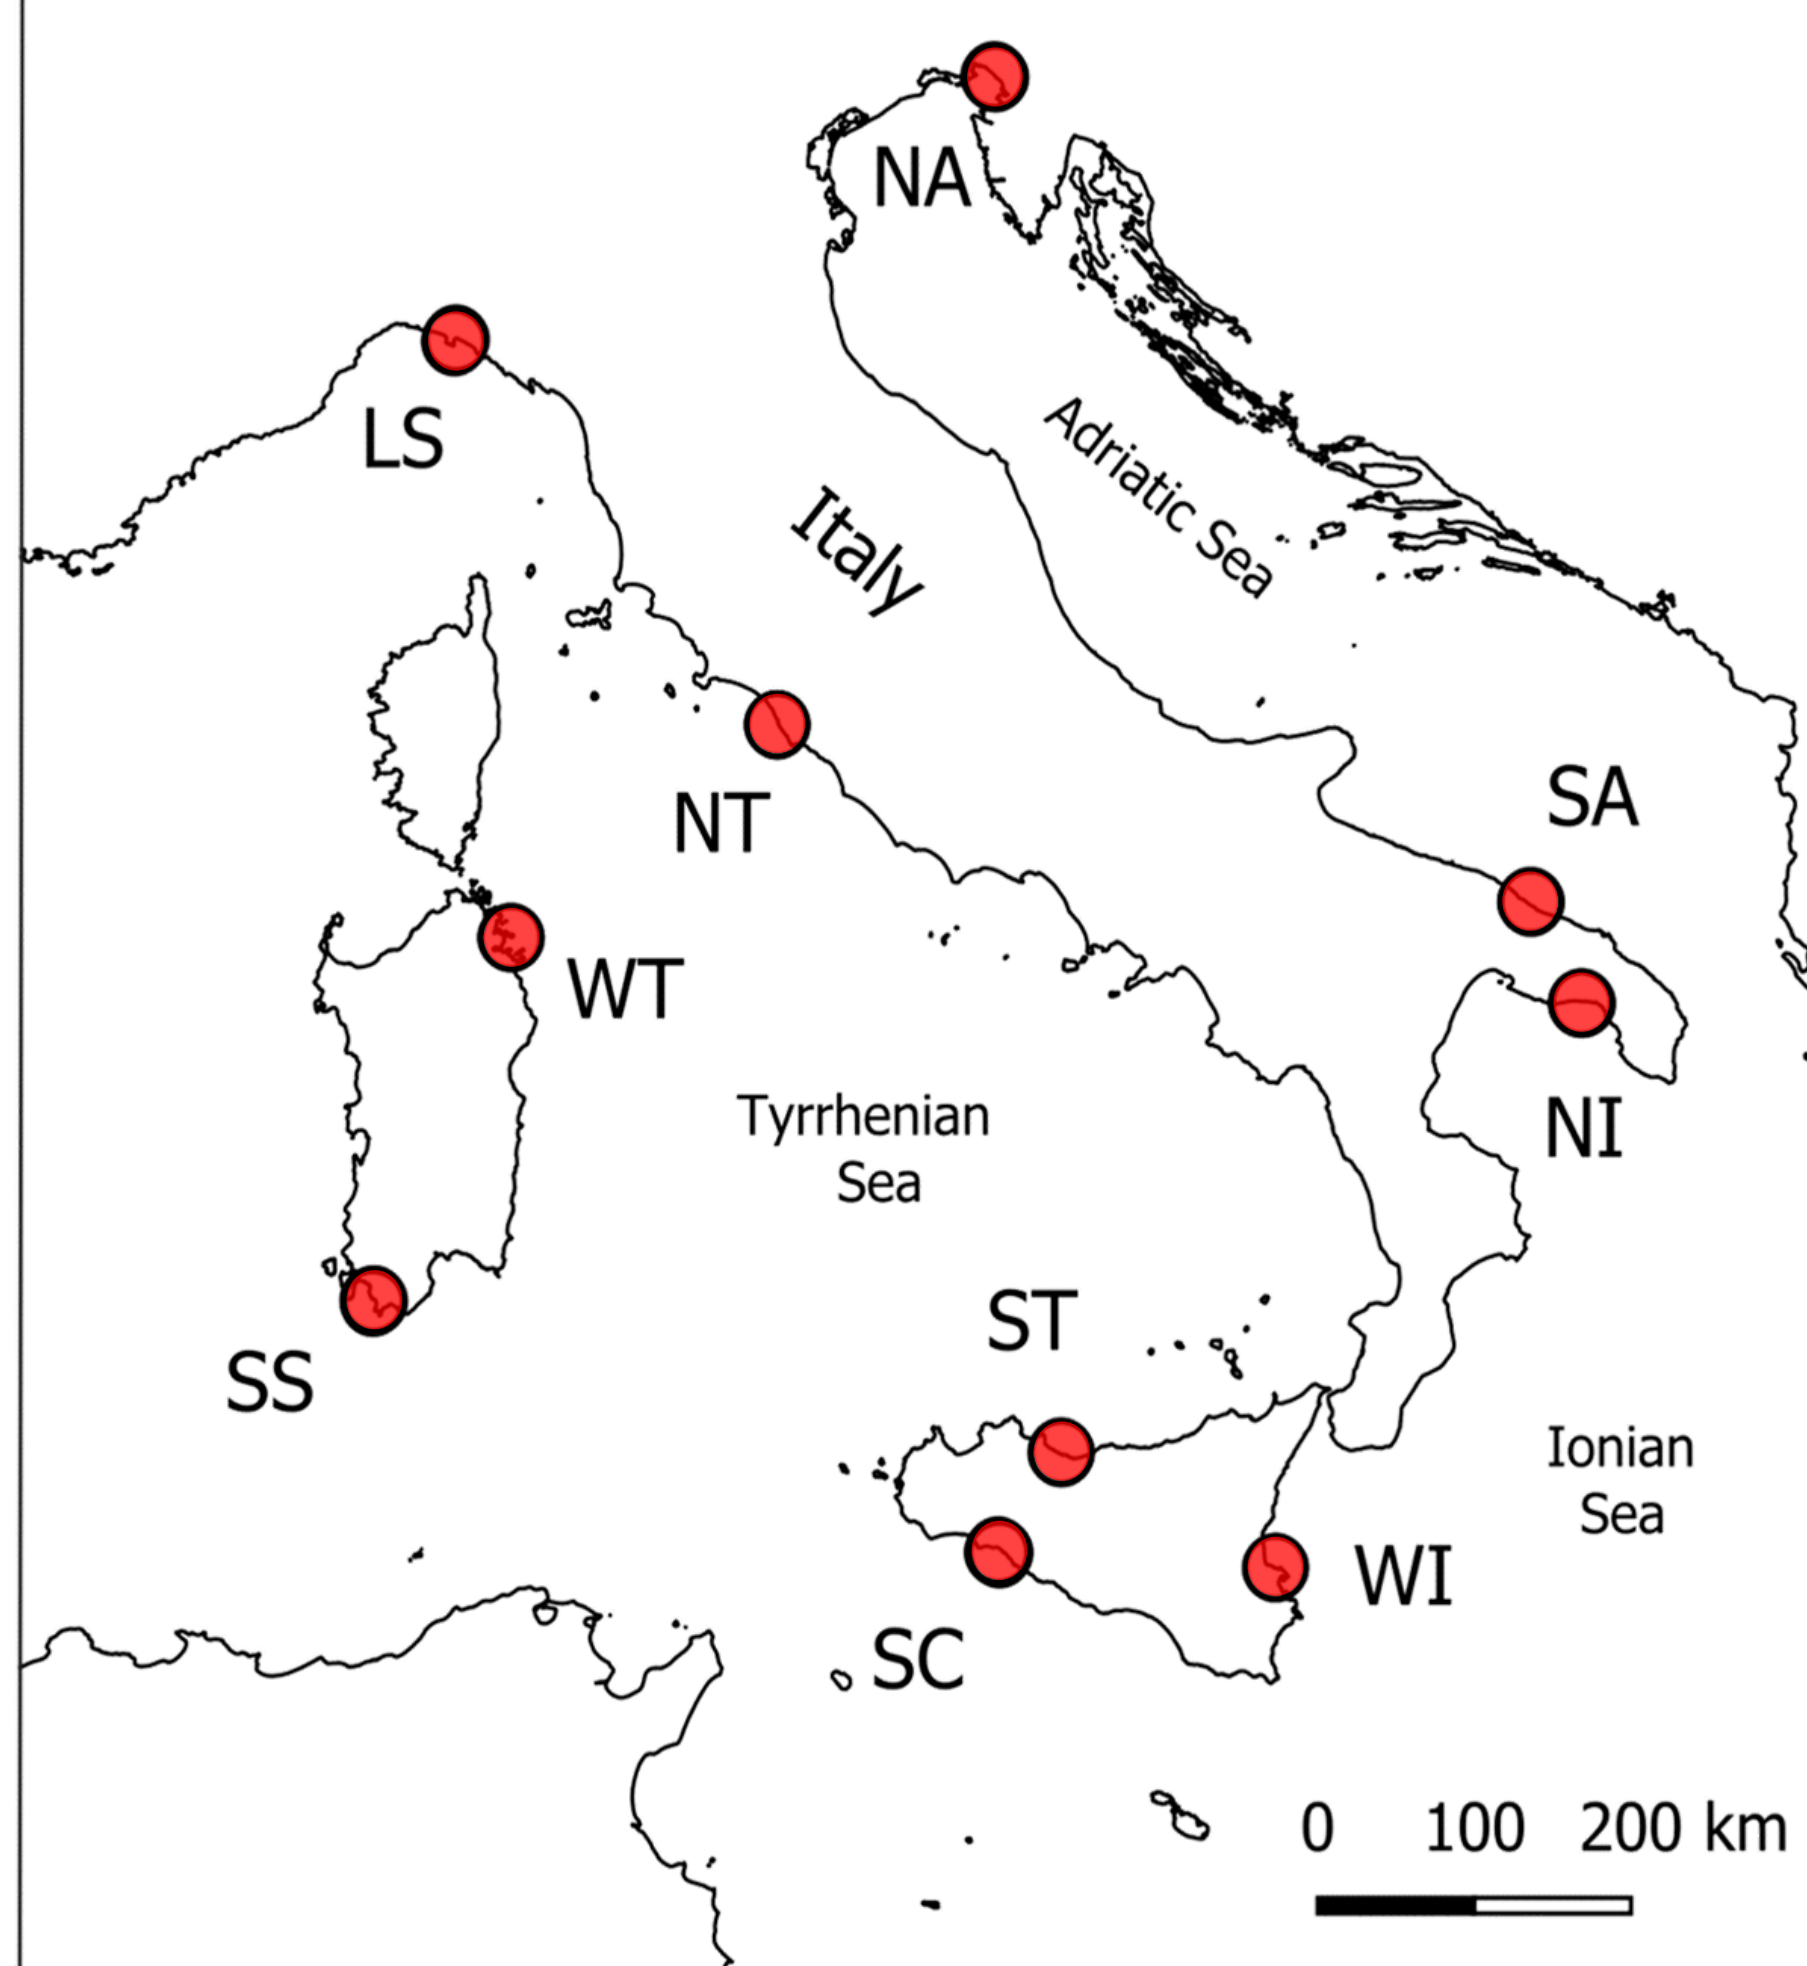 NA
LS
Adriatic Sea
Italy
SA
NT
WT
NI
Tyrrhenian
Sea
ST
SS
Ionian
Sea
WI
SC
0 100 200 km